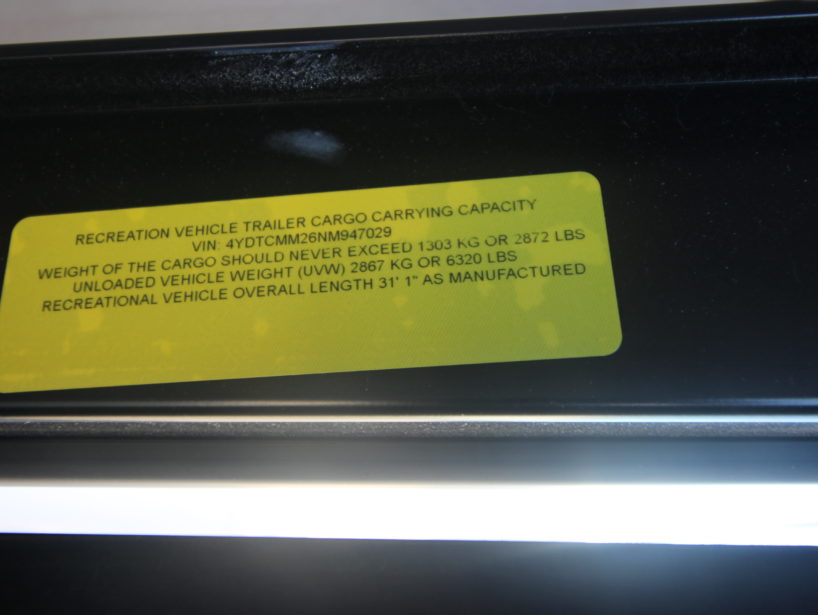 RECREATION VEHICLE TRAILER CARGO CARRYING CAPACITY
VIN: 4YDTCMM26NM947029
WEIGHT OF THE CARGO SHOULD NEVER EXCEED 1303 KG OR 2872 LBS
UNLOADED VEHICLE WEIGHT (UVW) 2867 KG OR 6320 LBS
RECREATIONAL VEHICLE OVERALL LENGTH 31' 1" AS MANUFACTURED